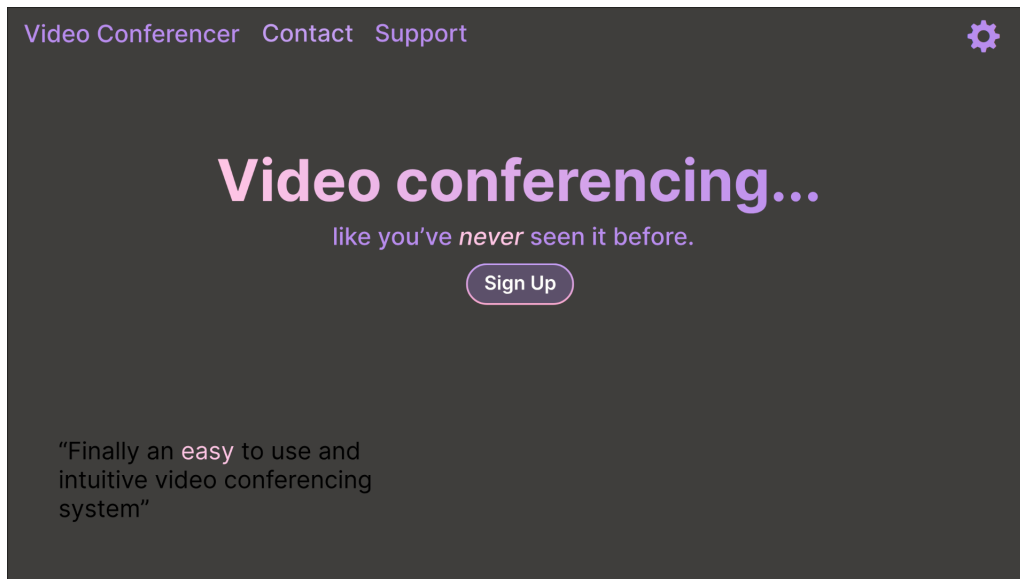 Video Conferencer Contact Support
Video conferencing...
like you’ve never seen it before.
Sign Up
“Finally an easy to use and
intuitive video conferencing
system”